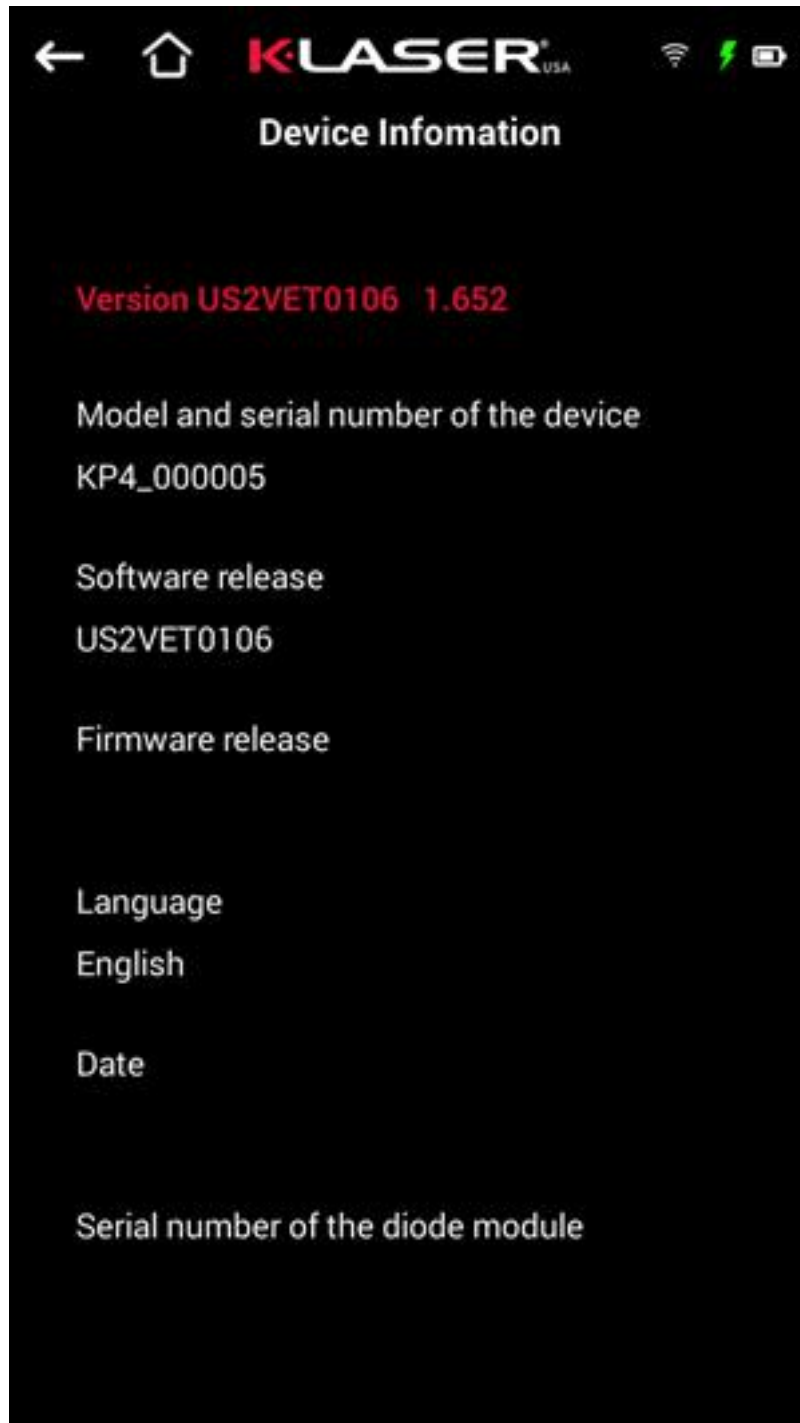 K-LASER USA
Device Infomation
Version US2VET0106 1.652
Model and serial number of the device
KP4_000005
Software release
US2VET0106
Firmware release
Language
English
Date
Serial number of the diode module